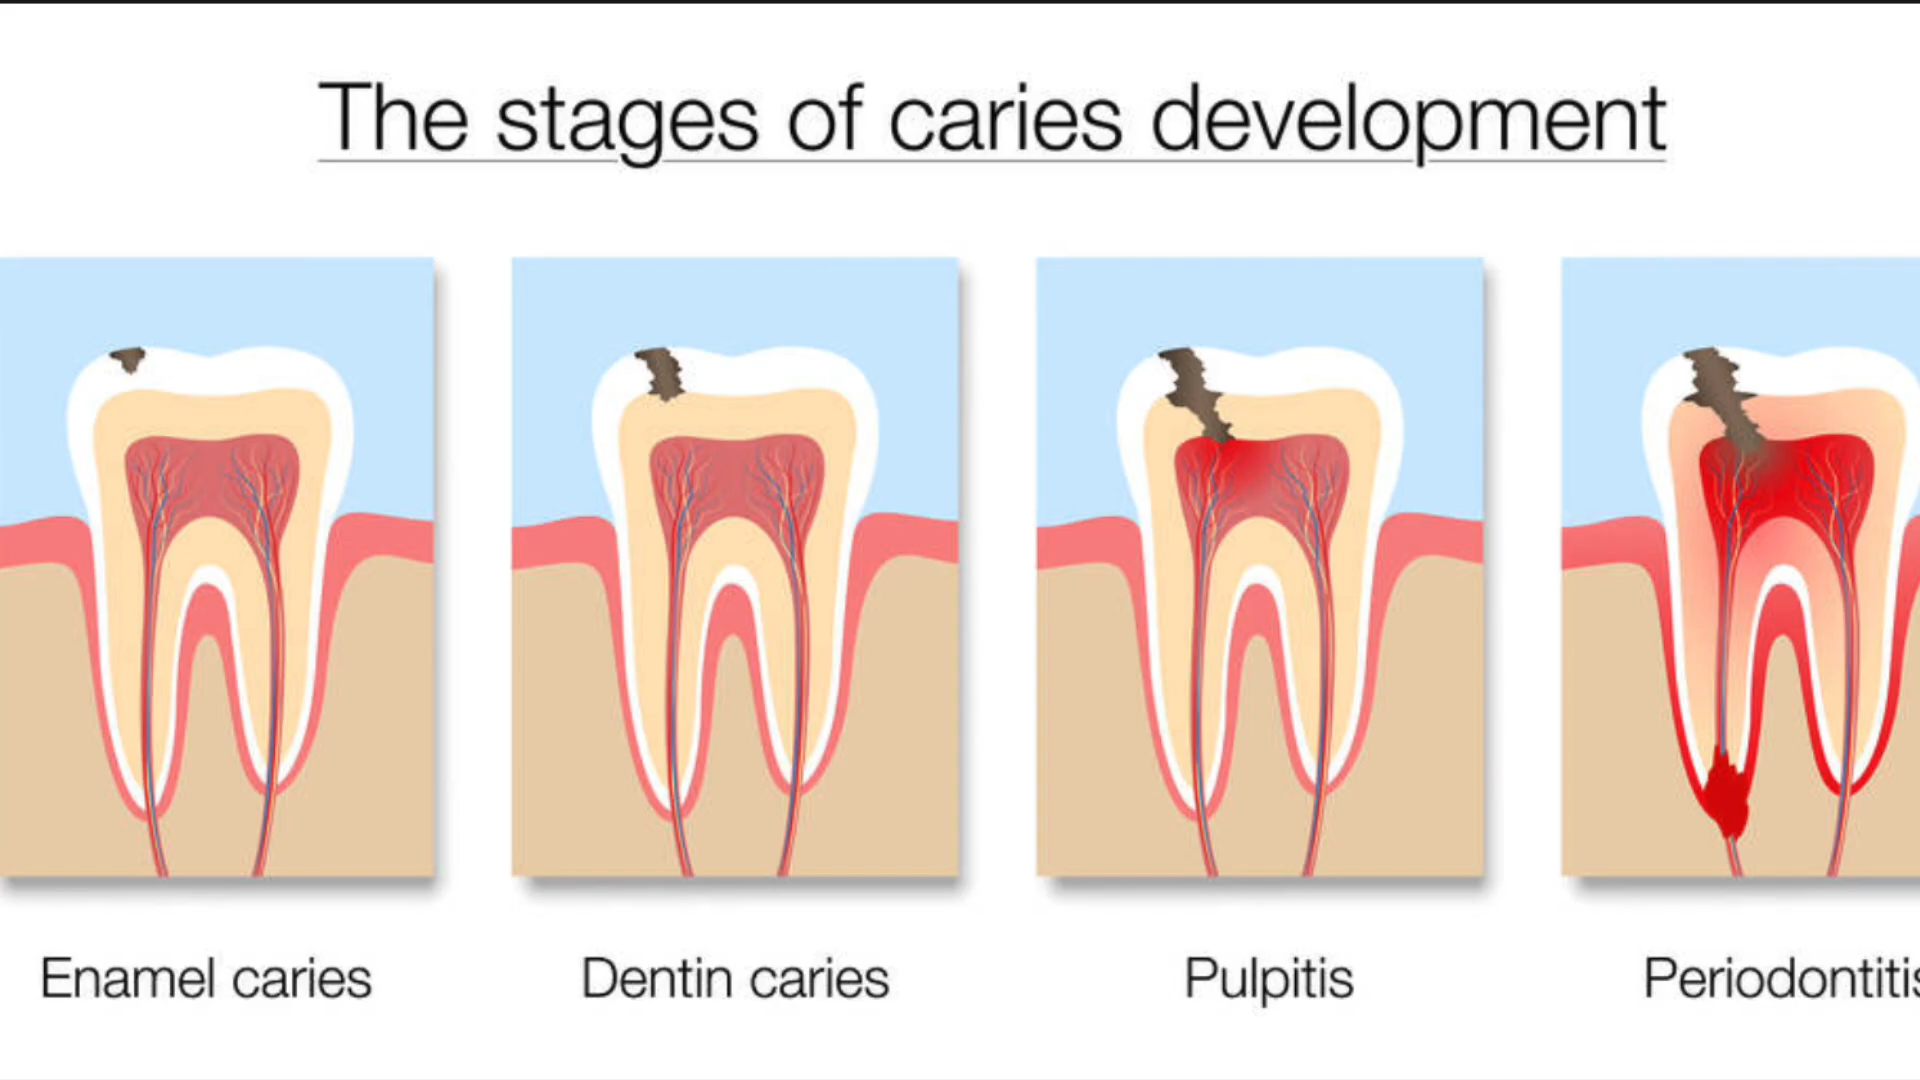 The stages of caries development
Enamel caries
Dentin caries
Pulpitis
Periodontitis